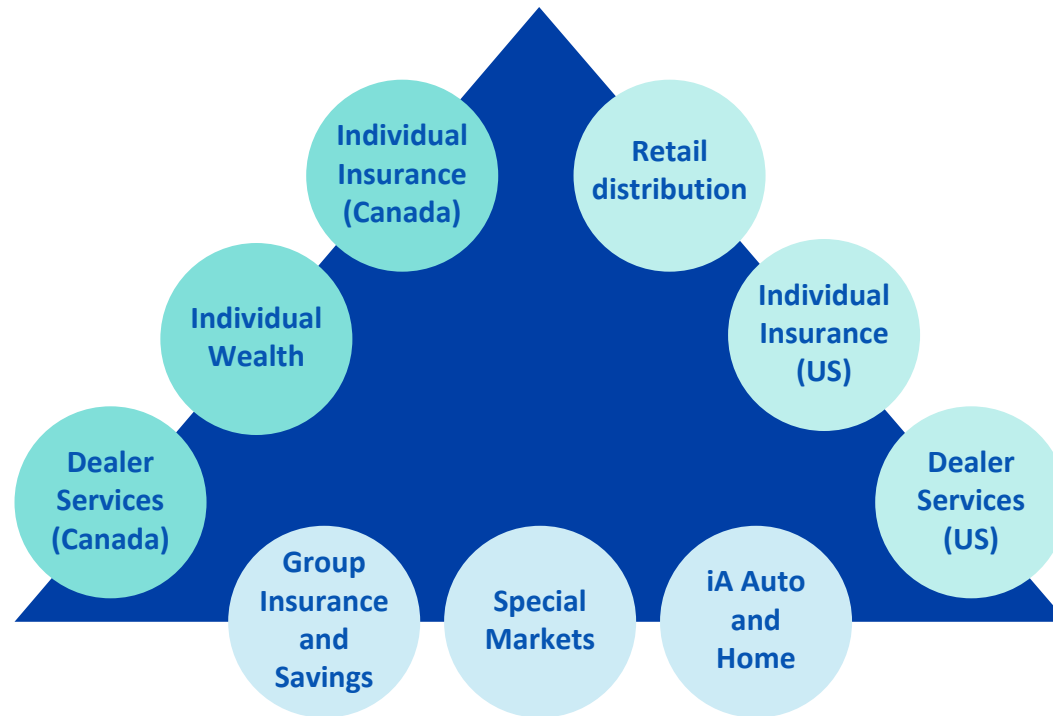 Individual
Insurance
(Canada)
Retail
distribution
Individual
Wealth
Individual
Insurance
(US)
Dealer
Services
(Canada)
Dealer
Services
(US)
Group
Insurance
and
Savings
Special
Markets
iA Auto
and
Home